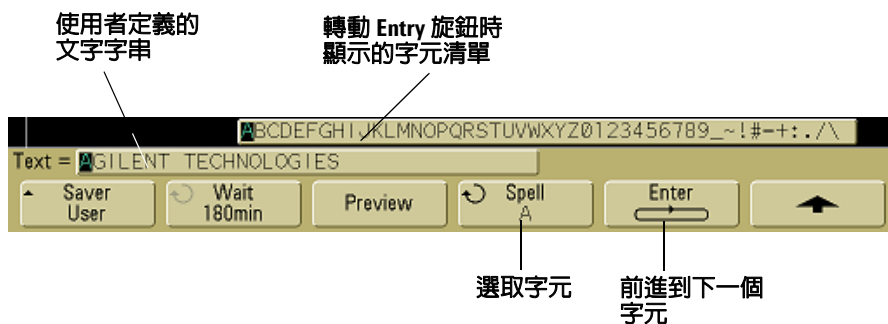 使用者定義的
文字字串
轉動 Entry 旋鈕時
顯示的字元清單
ABCDEFGHIJKLMNOPQRSTUVWXYZ0123456789_~!#-+:./\
Text = AGILENT TECHNOLOGIES
Saver
User
Wait
180min
Preview
Spell
A
Enter
選取字元
前進到下一個
字元